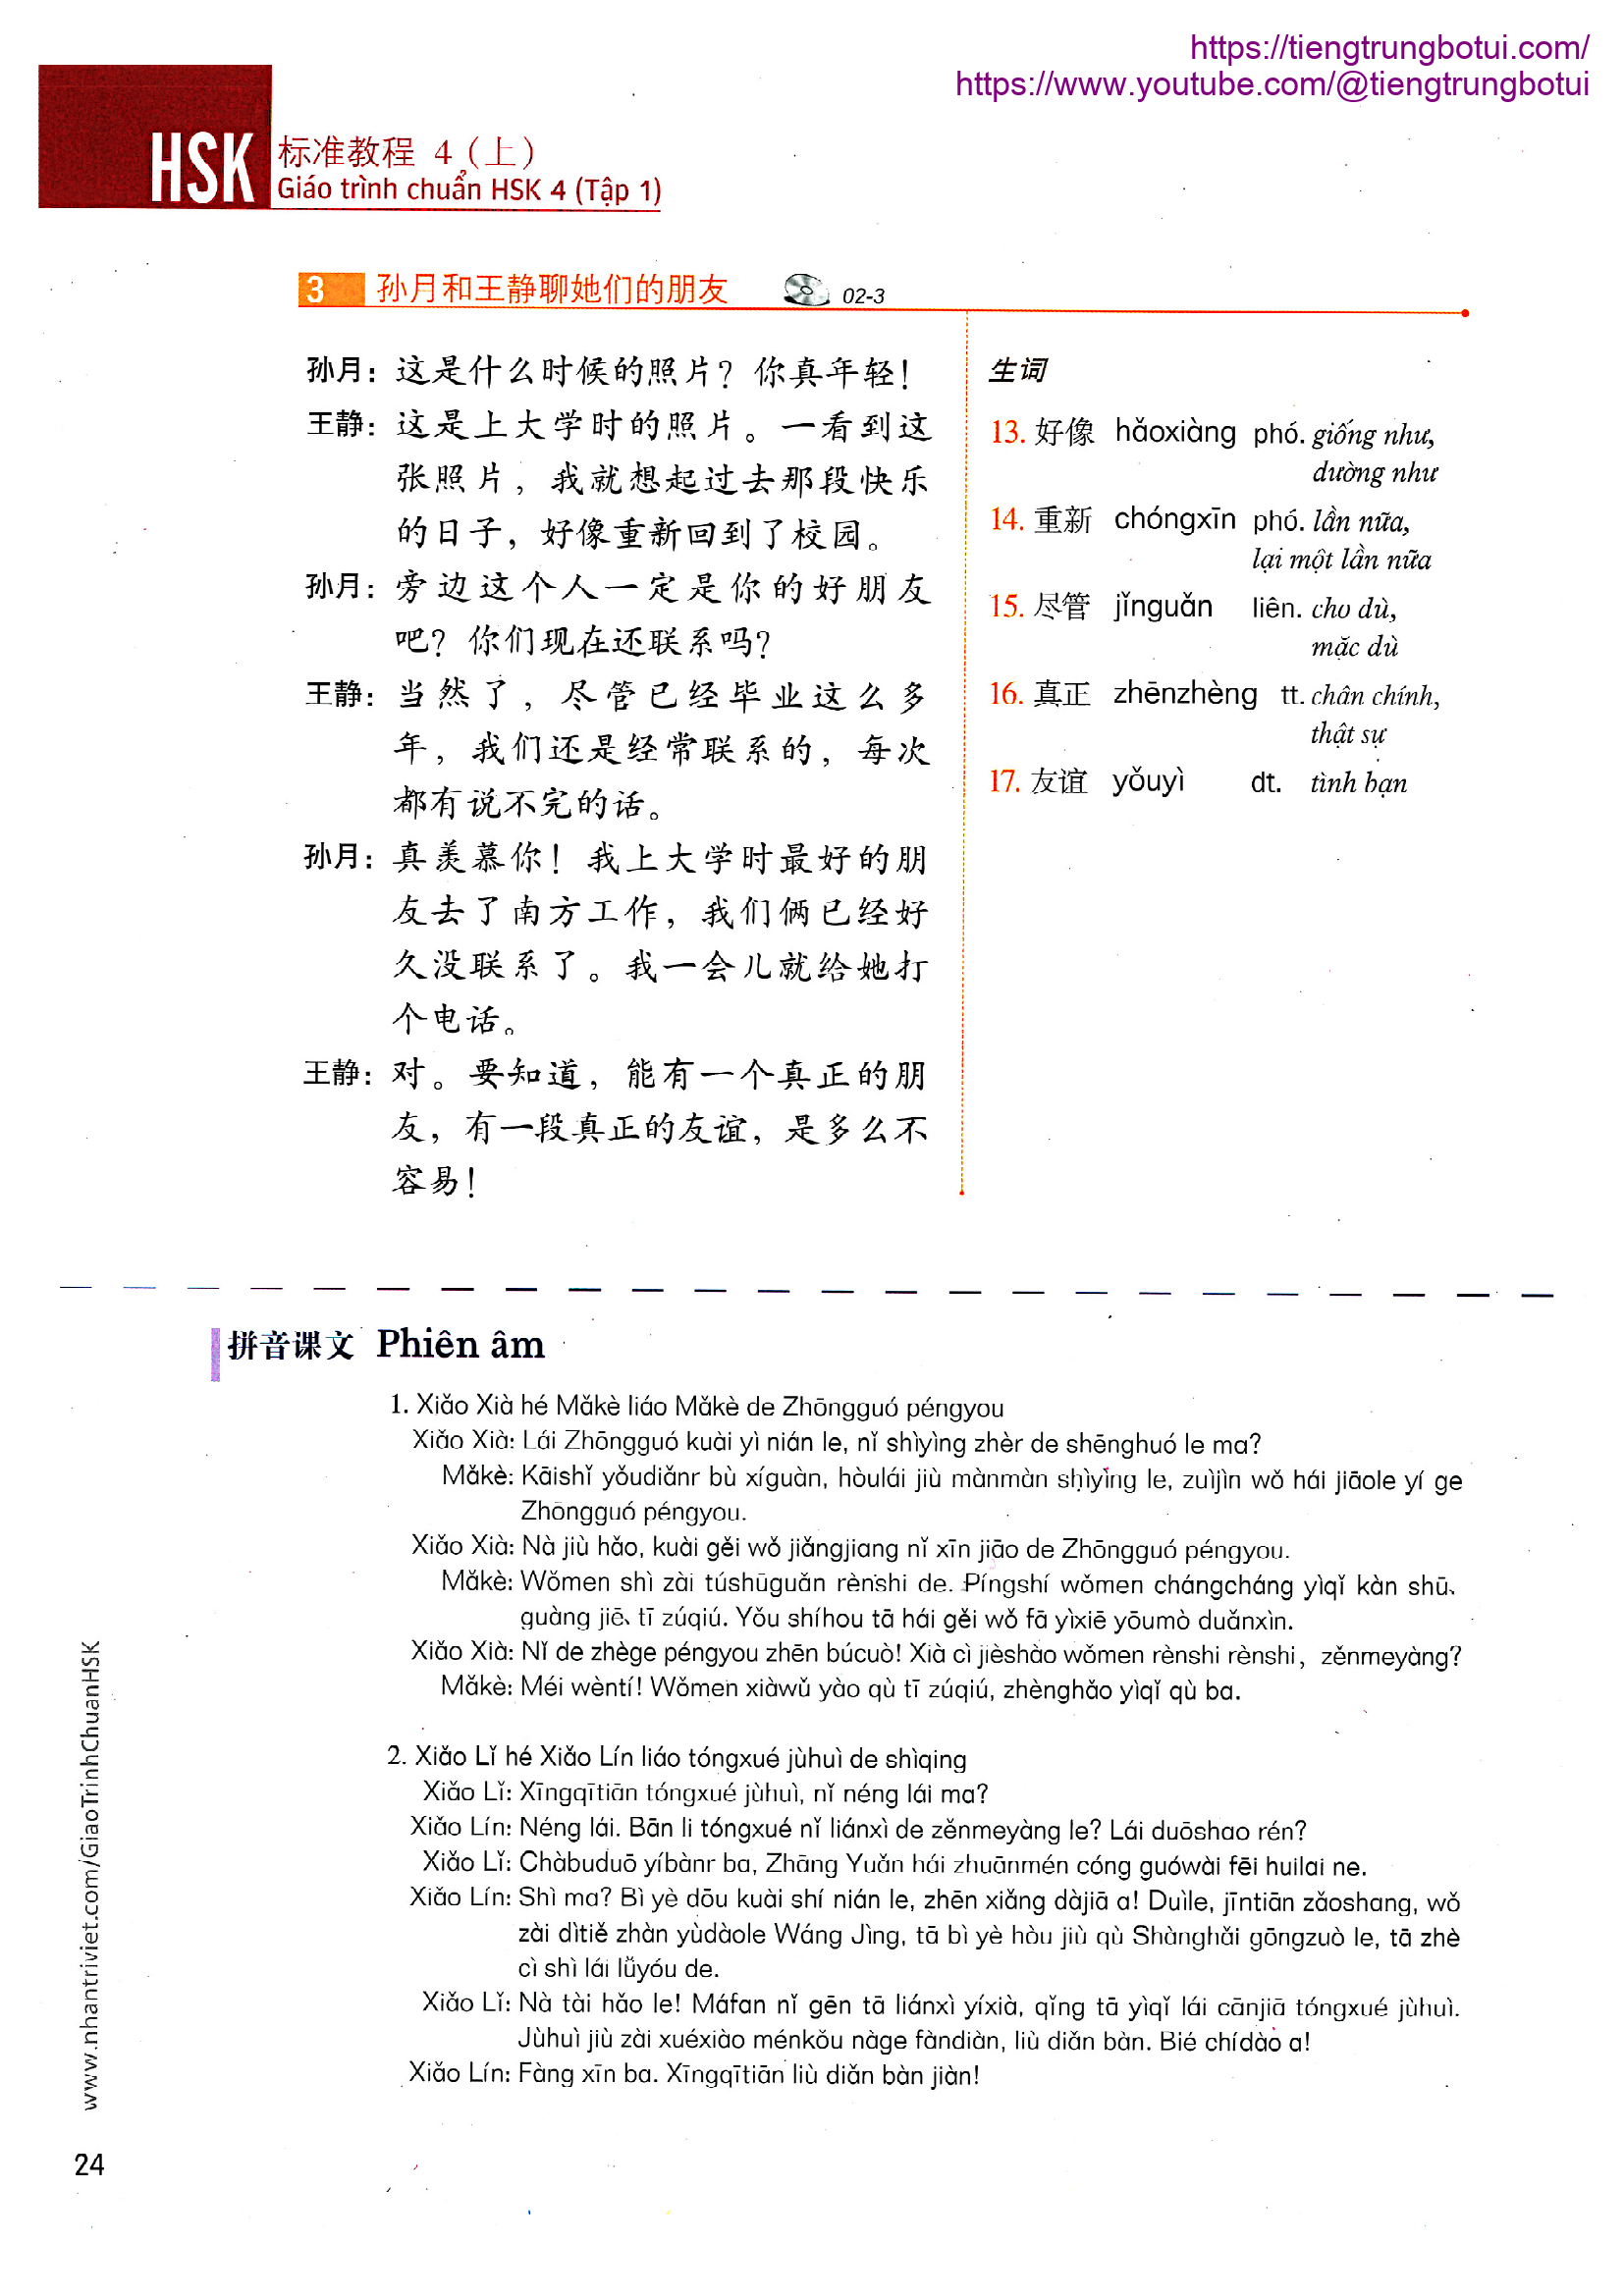 https://tiengtrungbotui.com/
https://www.youtube.com/@tiengtrungbotui
HSK 标准教程 4（上）
Giáo trình chuẩn HSK 4 (Tập 1)
3 孙月和王静聊她们的朋友 02-3
孙月：这是什么时候的照片？你真年轻！
王静：这是上大学时的照片。一看到这
张照片，我就想起过去那段快乐
的日子，好像重新回到了校园。
孙月：旁边这个人一定是你的好朋友
吧？你们现在还联系吗？
王静：当然了，尽管已经毕业这么多
年，我们还是经常联系的，每次
都有说不完的话。
孙月：真羡慕你！我上大学时最好的朋
友去了南方工作，我们俩已经好
久没联系了。我一会儿就给她打
个电话。
王静：对。要知道，能有一个真正的朋
友，有一段真正的友谊，是多么不
容易！
生词
13. 好像 hǎoxiàng phó. giống như,
dường như
14. 重新 chóngxīn phó. lần nữa,
lại một lần nữa
15. 尽管 jǐnguǎn liên. cho dù,
mặc dù
16. 真正 zhēnzhèng tt. chân chính,
thật sự
17. 友谊 yǒuyì dt. tình bạn
拼音课文 Phiên âm
1. Xiǎo Xià hé Mǎkè liáo Mǎkè de Zhōngguó péngyou
Xiǎo Xià: Lái Zhōngguó kuài yì nián le, nǐ shìyìng zhèr de shēnghuó le ma?
Mǎkè: Kāishǐ yǒudiǎnr bù xíguàn, hòulái jiù mànmàn shìyìng le, zuìjìn wǒ hái jiāole yí ge
Zhōngguó péngyou.
Xiǎo Xià: Nà jiù hǎo, kuài gěi wǒ jiǎngjiang nǐ xīn jiāo de Zhōngguó péngyou.
Mǎkè: Wǒmen shì zài túshūguǎn rènshi de. Píngshí wǒmen chángcháng yìqǐ kàn shū、
guàng jiē、tī zúqiú. Yǒu shíhou tā hái gěi wǒ fā yìxiē yōumò duǎnxìn.
Xiǎo Xià: Nǐ de zhège péngyou zhēn búcuò! Xià cì jièshào wǒmen rènshi rènshi, zěnmeyàng?
Mǎkè: Méi wèntí! Wǒmen xiàwǔ yào qù tī zúqiú, zhènghǎo yìqǐ qù ba.
2. Xiǎo Lǐ hé Xiǎo Lín liáo tóngxué jùhuì de shìqing
Xiǎo Lǐ: Xīngqītiān tóngxué jùhuì, nǐ néng lái ma?
Xiǎo Lín: Néng lái. Bān li tóngxué nǐ liánxì de zěnmeyàng le? Lái duōshao rén?
Xiǎo Lǐ: Chàbuduō yíbànr ba, Zhāng Yuǎn hái zhuānmén cóng guówài fēi huilai ne.
Xiǎo Lín: Shì ma? Bì yè dōu kuài shí nián le, zhēn xiǎng dàjiā a! Duìle, jīntiān zǎoshang, wǒ
zài dìtiě zhàn yùdàole Wáng Jìng, tā bì yè hòu jiù qù Shànghǎi gōngzuò le, tā zhè
cì shì lái lǚyóu de.
Xiǎo Lǐ: Nà tài hǎo le! Máfan nǐ gēn tā liánxì yíxià, qǐng tā yìqǐ lái cānjiā tóngxué jùhuì.
Jùhuì jiù zài xuéxiào ménkǒu nàge fàndiàn, liù diǎn bàn. Bié chídào a!
Xiǎo Lín: Fàng xīn ba. Xīngqītiān liù diǎn bàn jiàn!
www.nhantriviet.com/GiaoTrinhChuanHSK
24